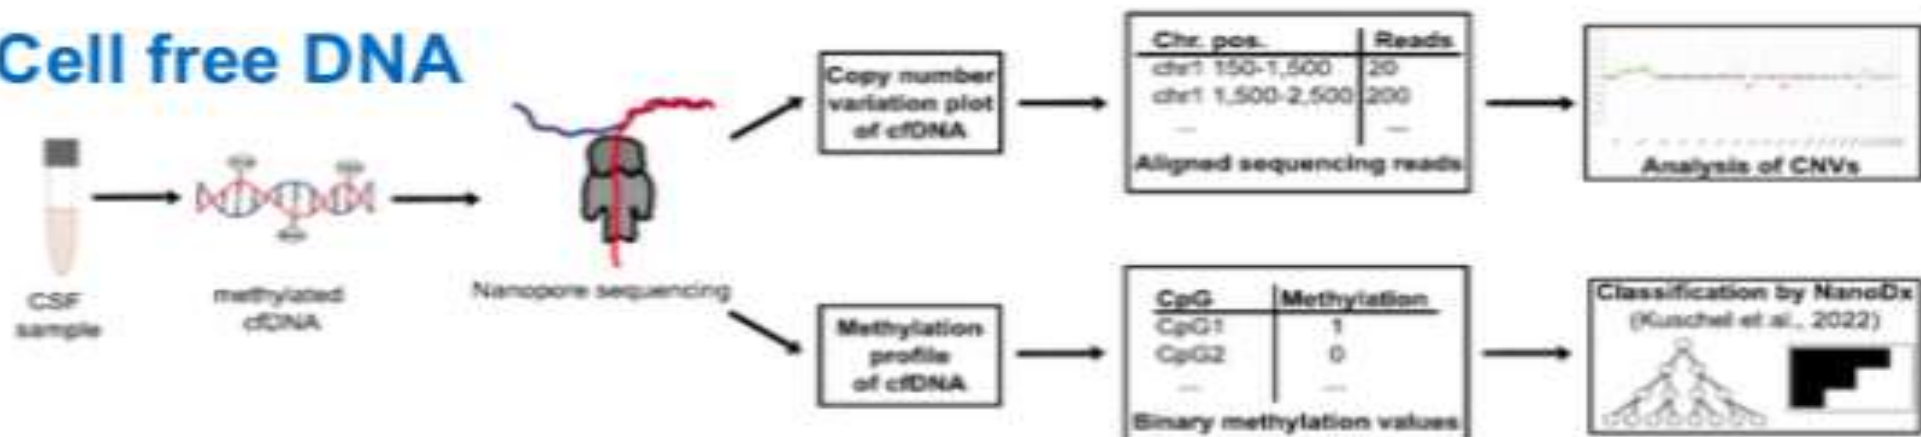 Cell free DNA
CSF
sample
methylated
cfDNA
Nanopore sequencing
Copy number
variation plot
of cfDNA
Chr. pos. Reads
chr1 150-1,500 20
chr1 1,500-2,500 200
... ...
Aligned sequencing reads
Analysis of CNVs
Methylation
profile
of cfDNA
CpG Methylation
CpG1 1
CpG2 0
... ...
Binary methylation values
Classification by NanoDx
(Kuschel et al., 2022)